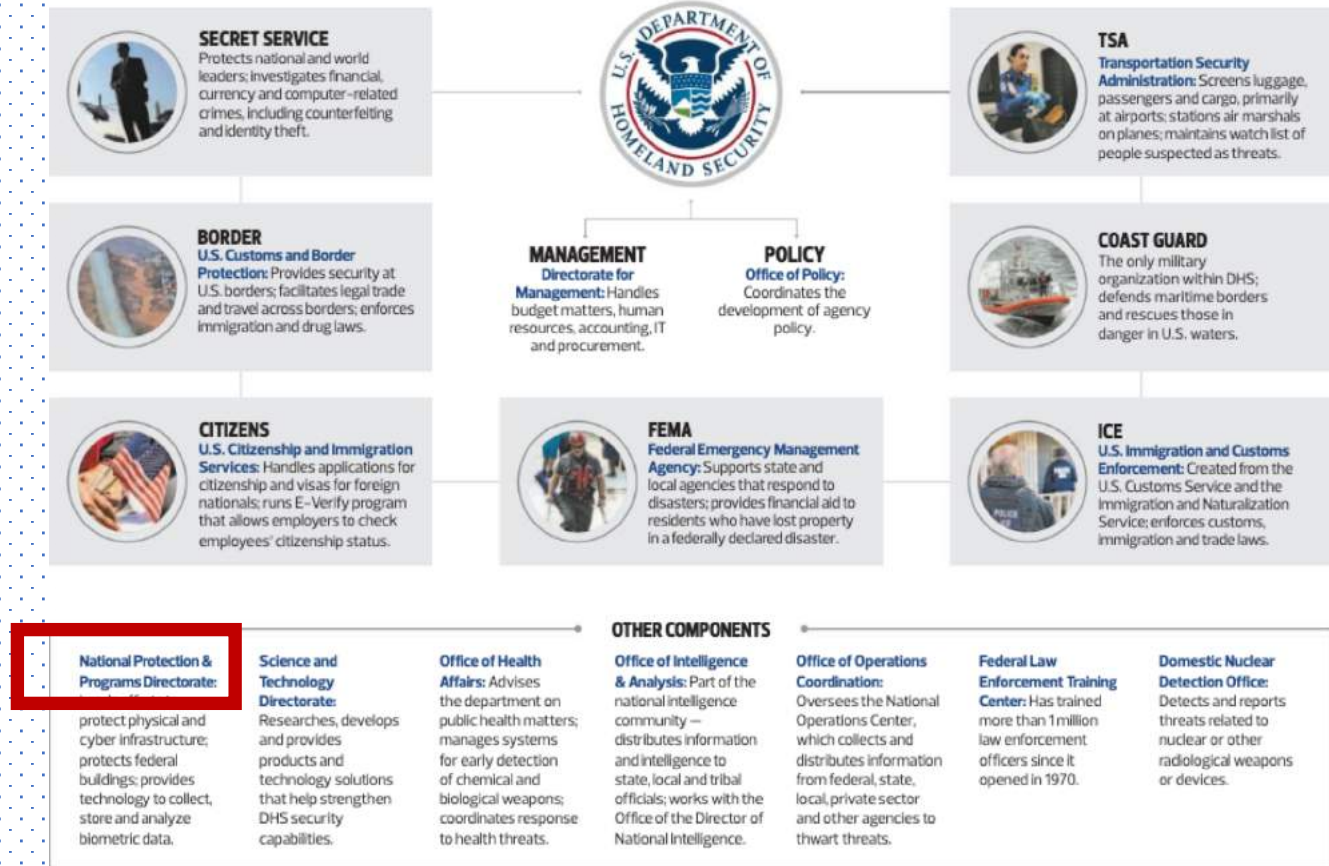 SECRET SERVICE
Protects national and world
leaders; investigates financial,
currency and computer-related
crimes, including counterfeiting
and identity theft.
U.S. DEPARTMENT OF
HOMELAND SECURITY
TSA
Transportation Security
Administration: Screens luggage,
passengers and cargo, primarily
at airports; stations air marshals
on planes; maintains watch list of
people suspected as threats.
BORDER
U.S. Customs and Border
Protection: Provides security at
U.S. borders; facilitates legal trade
and travel across borders; enforces
immigration and drug laws.
MANAGEMENT
Directorate for
Management: Handles
budget matters, human
resources, accounting, IT
and procurement.
POLICY
Office of Policy:
Coordinates the
development of agency
policy.
COAST GUARD
The only military
organization within DHS;
defends maritime borders
and rescues those in
danger in U.S. waters.
CITIZENS
U.S. Citizenship and Immigration
Services: Handles applications for
citizenship and visas for foreign
nationals; runs E-Verify program
that allows employers to check
employees' citizenship status.
FEMA
Federal Emergency Management
Agency: Supports state and
local agencies that respond to
disasters; provides financial aid to
residents who have lost property
in a federally declared disaster.
ICE
U.S. Immigration and Customs
Enforcement: Created from the
U.S. Customs Service and the
Immigration and Naturalization
Service; enforces customs,
immigration and trade laws.
POLICE
OTHER COMPONENTS
National Protection &
Programs Directorate:
protect physical and
cyber infrastructure;
protects federal
buildings; provides
technology to collect,
store and analyze
biometric data.
Science and
Technology
Directorate:
Researches, develops
and provides
products and
technology solutions
that help strengthen
DHS security
capabilities.
Office of Health
Affairs: Advises
the department on
public health matters;
manages systems
for early detection
of chemical and
biological weapons;
coordinates response
to health threats.
Office of Intelligence
& Analysis: Part of the
national intelligence
community —
distributes information
and intelligence to
state, local and tribal
officials; works with the
Office of the Director of
National Intelligence.
Office of Operations
Coordination:
Oversees the National
Operations Center,
which collects and
distributes information
from federal, state,
local, private sector
and other agencies to
thwart threats.
Federal Law
Enforcement Training
Center: Has trained
more than 1 million
law enforcement
officers since it
opened in 1970.
Domestic Nuclear
Detection Office:
Detects and reports
threats related to
nuclear or other
radiological weapons
or devices.